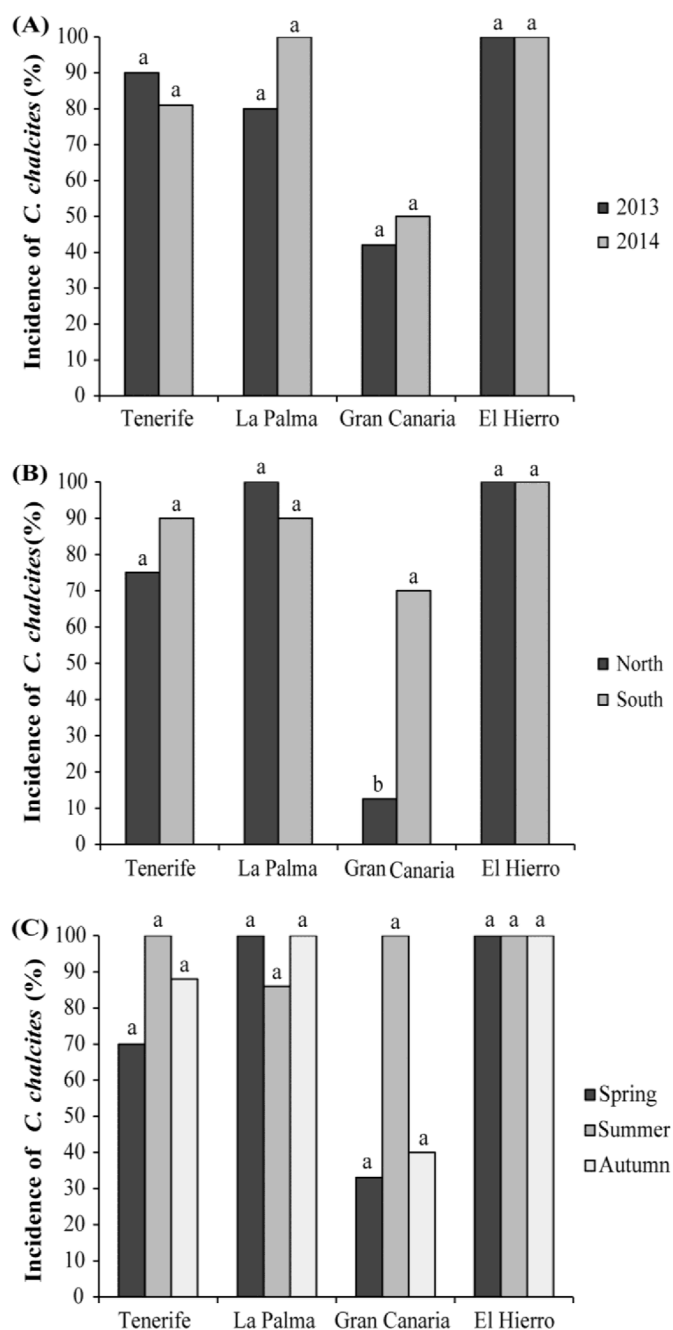 (A)
Incidence of C. chalcites (%)
100
90
80
70
60
50
40
30
20
10
0
a a a a a a a a
Tenerife La Palma Gran Canaria El Hierro
2013
2014
(B)
Incidence of C. chalcites(%)
100
90
80
70
60
50
40
30
20
10
0
a a a a b a a a
Tenerife La Palma Gran Canaria El Hierro
North
South
(C)
Incidence of C. chalcites (%)
100
90
80
70
60
50
40
30
20
10
0
a a a a a a a a a a a a
Tenerife La Palma Gran Canaria El Hierro
Spring
Summer
Autumn